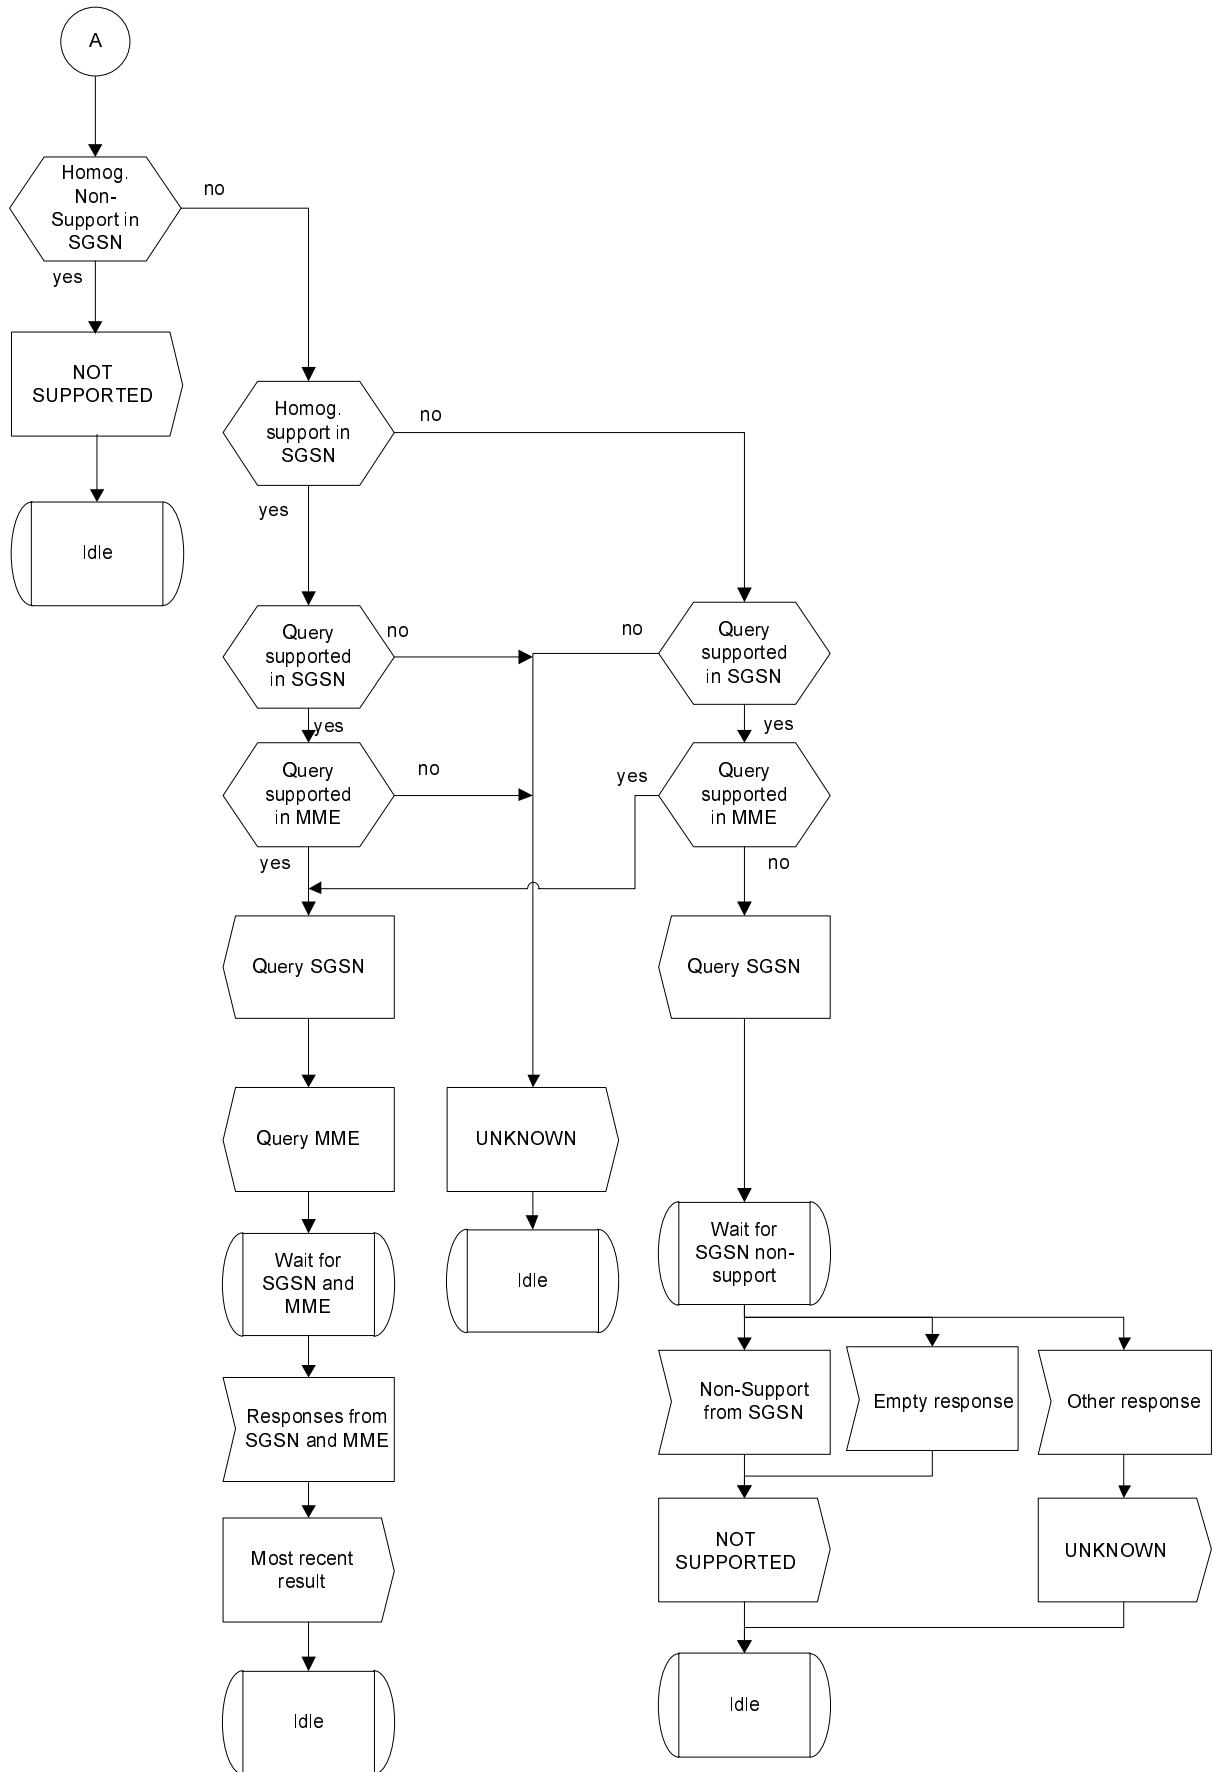 A
Homog.
Non-
Support in
SGSN
no
yes
NOT
SUPPORTED
Idle
Homog.
support in
SGSN
no
yes
Query
supported
in SGSN
no
yes
no
Query
supported
in SGSN
yes
Query
supported
in MME
no
yes
yes
Query
supported
in MME
no
Query SGSN
Query SGSN
Query MME
UNKNOWN
Wait for
SGSN and
MME
Idle
Wait for
SGSN non-
support
Responses from
SGSN and MME
Non-Support
from SGSN
Empty response
Other response
Most recent
result
NOT
SUPPORTED
UNKNOWN
Idle
Idle